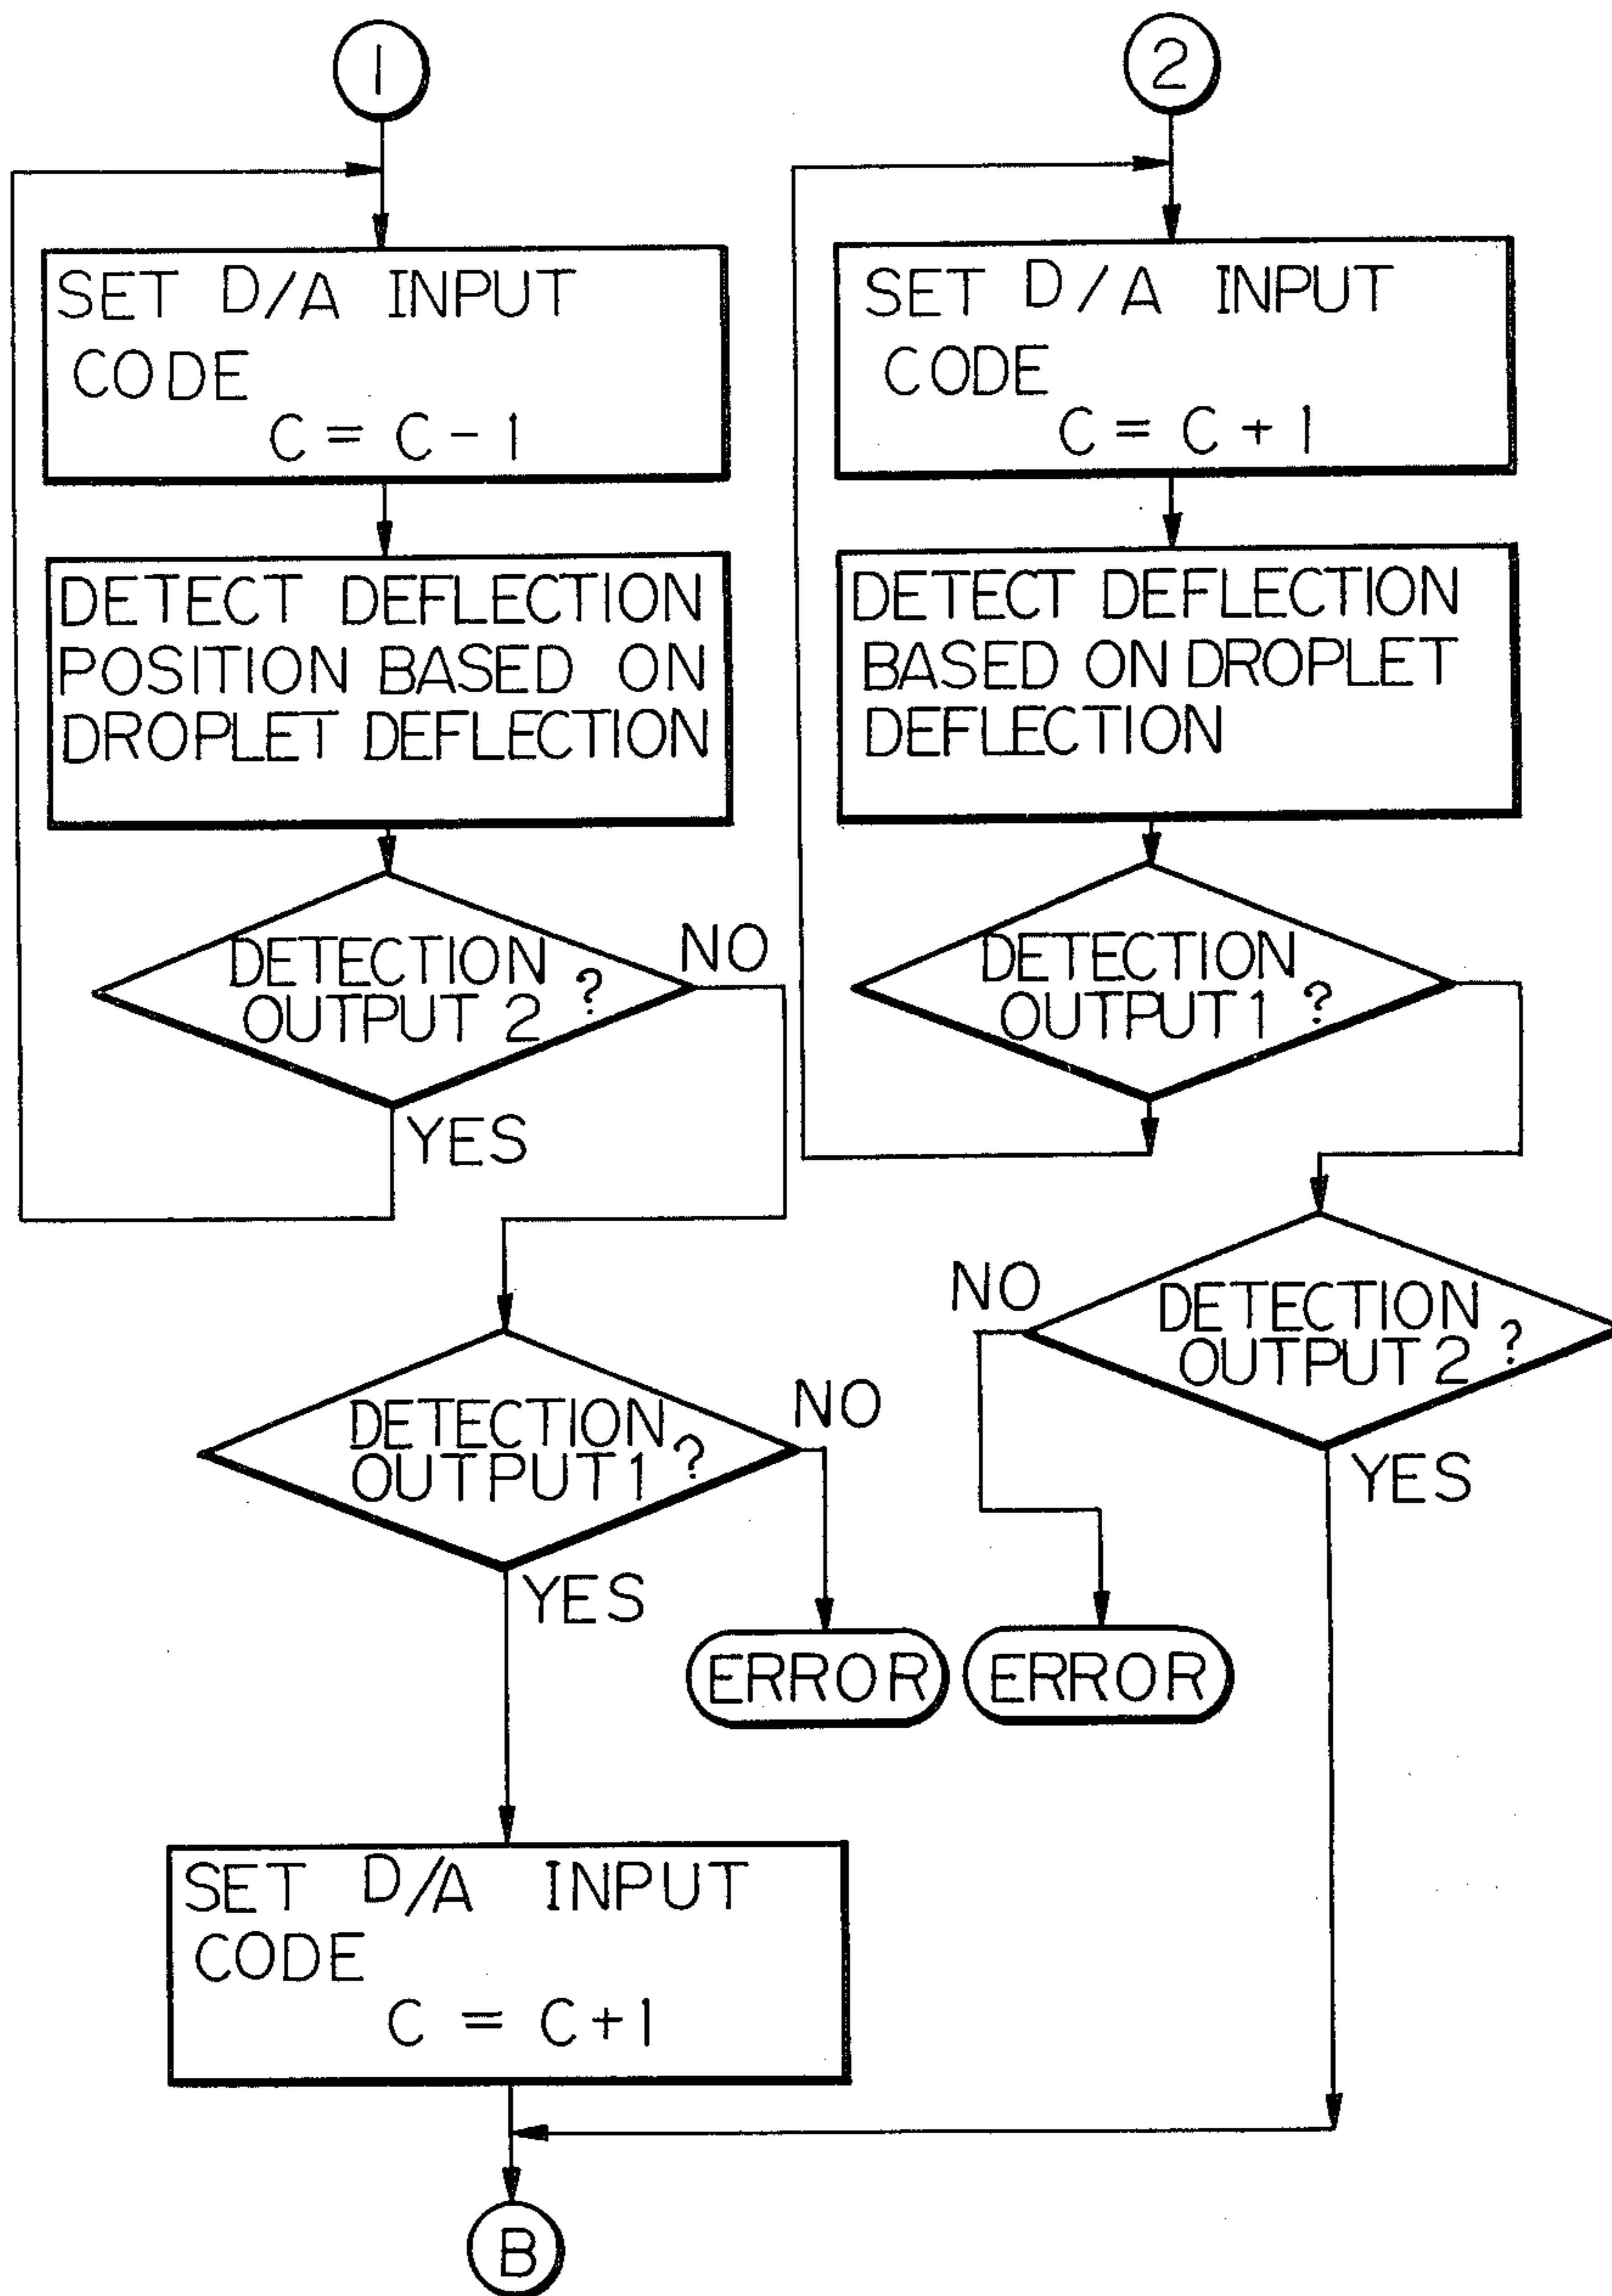 1
SET D/A INPUT
CODE
C = C - 1
DETECT DEFLECTION
POSITION BASED ON
DROPLET DEFLECTION
DETECTION
OUTPUT 2 ?
NO
YES
DETECTION
OUTPUT 1 ?
NO
YES
ERROR
SET D/A INPUT
CODE
C = C + 1
B
2
SET D/A INPUT
CODE
C = C + 1
DETECT DEFLECTION
BASED ON DROPLET
DEFLECTION
DETECTION
OUTPUT 1 ?
NO
DETECTION
OUTPUT 2 ?
YES
ERROR